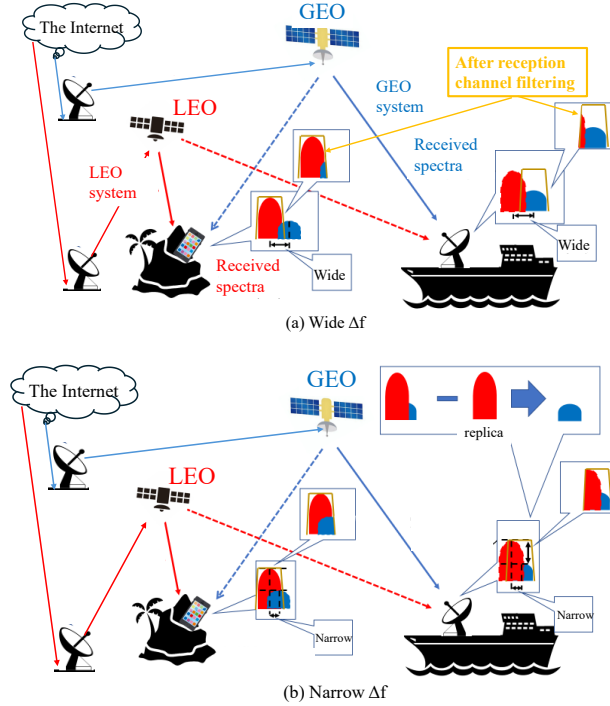 The Internet
GEO
LEO
After reception
channel filtering
GEO
system
Received
spectra
LEO
system
Received
spectra
Wide
Wide
(a) Wide Δf
The Internet
GEO
LEO
replica
Narrow
Narrow
(b) Narrow Δf